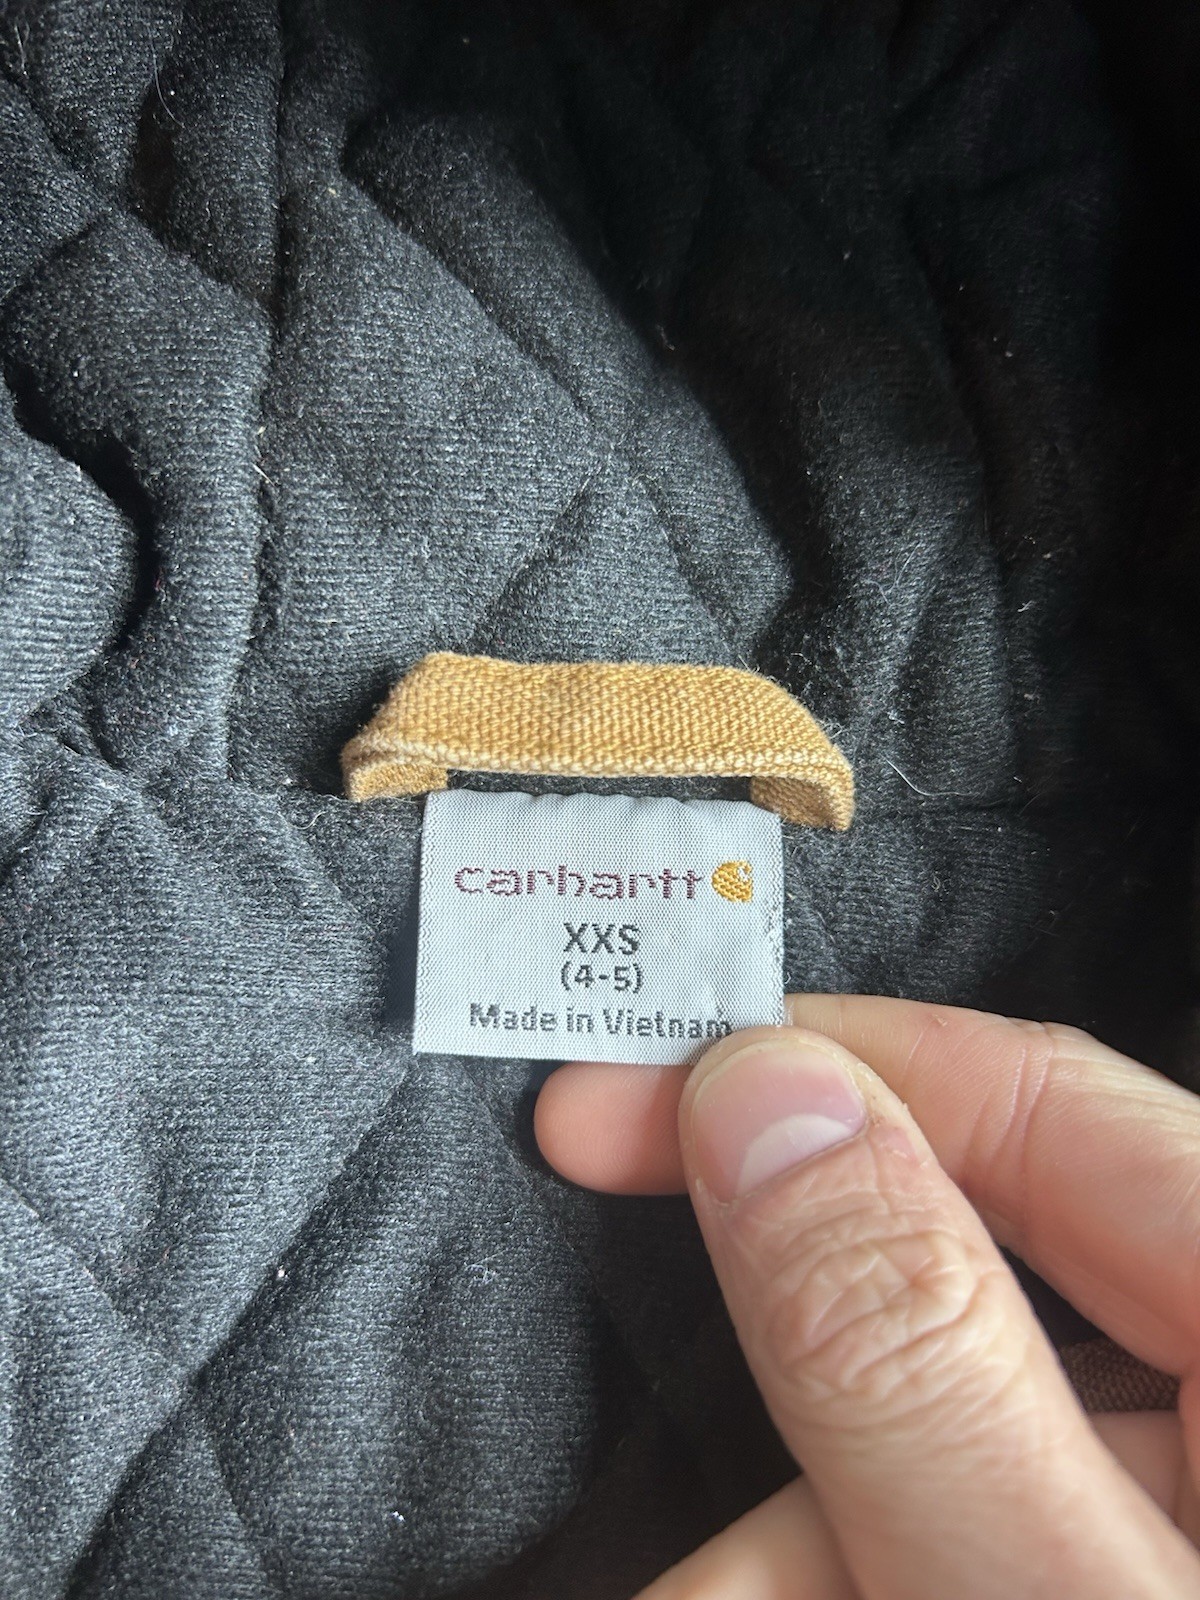 carhartt
XXS
(4-5)
Made in Vietnam